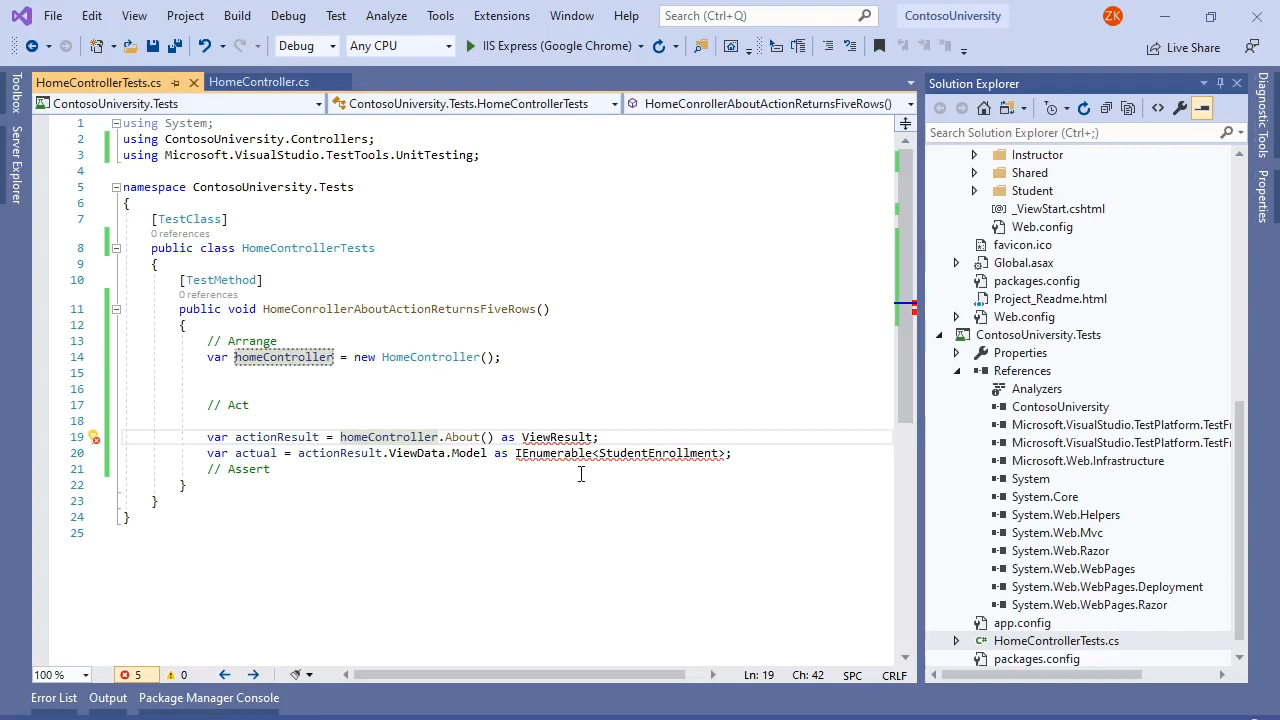 File Edit View Project Build Debug Test Analyze Tools Extensions Window Help Search (Ctrl+Q) ContosoUniversity ZK
Debug Any CPU IIS Express (Google Chrome) Live Share
HomeControllerTests.cs HomeController.cs
ContosoUniversity.Tests ContosoUniversity.Tests.HomeControllerTests HomeConrollerAboutActionReturnsFiveRows()
Toolbox
Server Explorer
1 using System;
2 using ContosoUniversity.Controllers;
3 using Microsoft.VisualStudio.TestTools.UnitTesting;
4
5 namespace ContosoUniversity.Tests
6 {
7 [TestClass]
0 references
8 public class HomeControllerTests
9 {
10 [TestMethod]
0 references
11 public void HomeConrollerAboutActionReturnsFiveRows()
12 {
13 // Arrange
14 var homeController = new HomeController();
15
16
17 // Act
18
19 var actionResult = homeController.About() as ViewResult;
20 var actual = actionResult.ViewData.Model as IEnumerable<StudentEnrollment>;
21 // Assert
22 }
23 }
24 }
25
100 % 5 0 Ln: 19 Ch: 42 SPC CRLF
Error List Output Package Manager Console
Solution Explorer
Search Solution Explorer (Ctrl+;)
Instructor
Shared
Student
_ViewStart.cshtml
Web.config
favicon.ico
Global.asax
packages.config
Project_Readme.html
Web.config
ContosoUniversity.Tests
Properties
References
Analyzers
ContosoUniversity
Microsoft.VisualStudio.TestPlatform.TestFr
Microsoft.VisualStudio.TestPlatform.TestFr
Microsoft.Web.Infrastructure
System
System.Core
System.Web.Helpers
System.Web.Mvc
System.Web.Razor
System.Web.WebPages
System.Web.WebPages.Deployment
System.Web.WebPages.Razor
app.config
C# HomeControllerTests.cs
packages.config
Diagnostic Tools
Properties